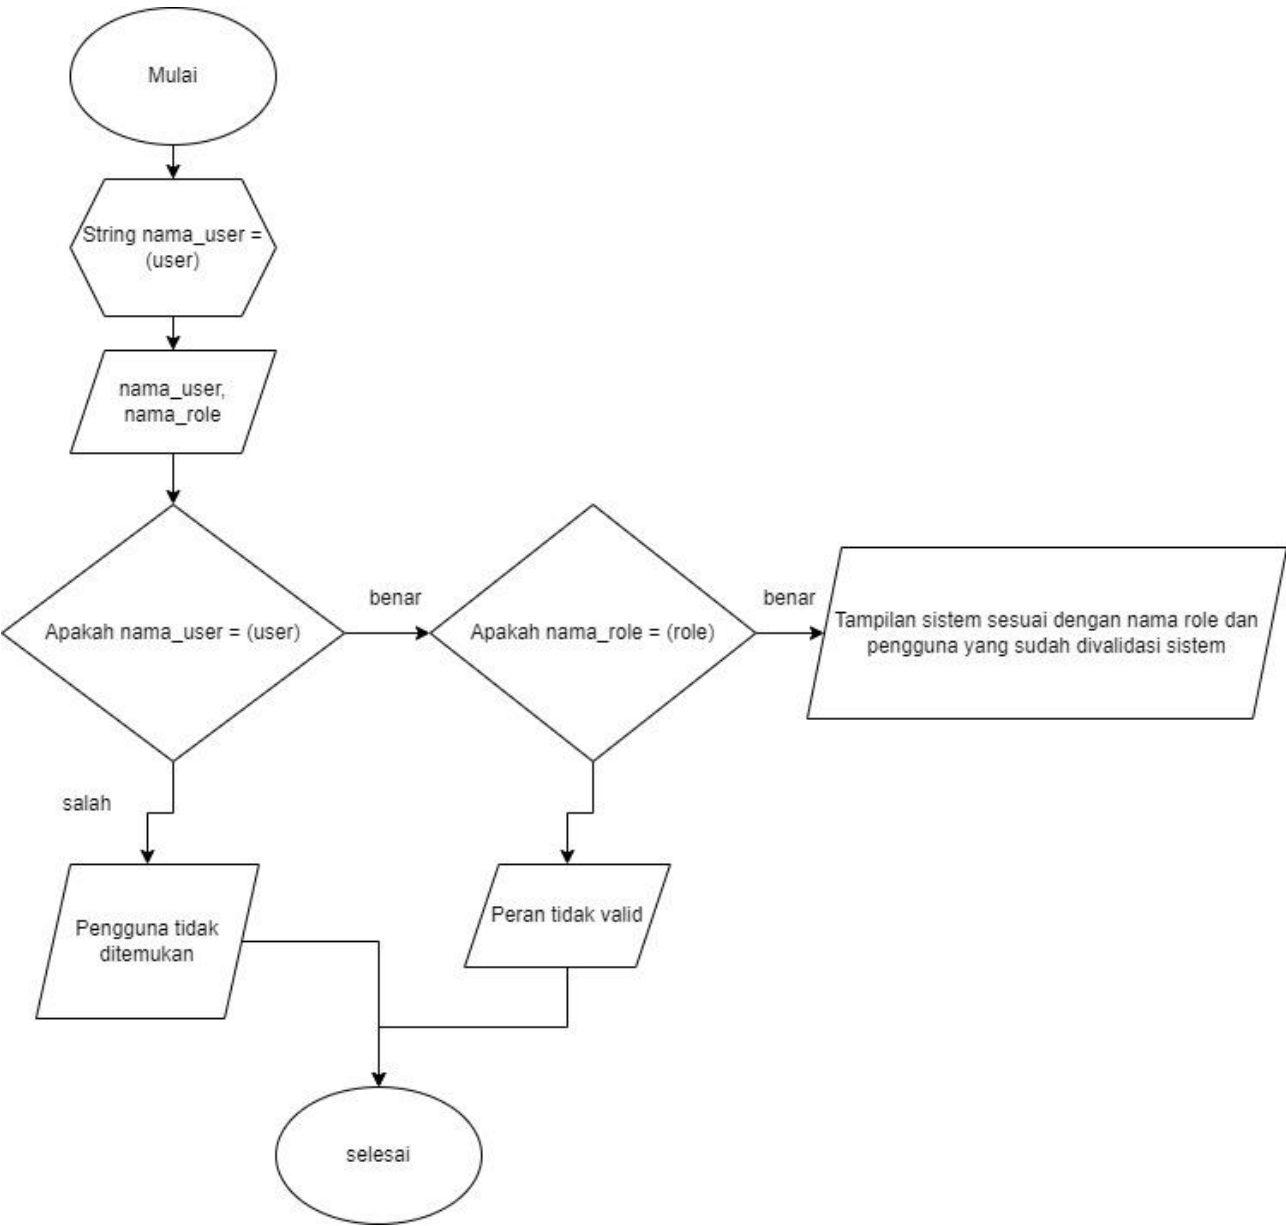 Mulai
String nama_user =
(user)
nama_user,
nama_role
Apakah nama_user = (user)
benar
Apakah nama_role = (role)
benar
Tampilan sistem sesuai dengan nama role dan
pengguna yang sudah divalidasi sistem
salah
Pengguna tidak
ditemukan
Peran tidak valid
selesai